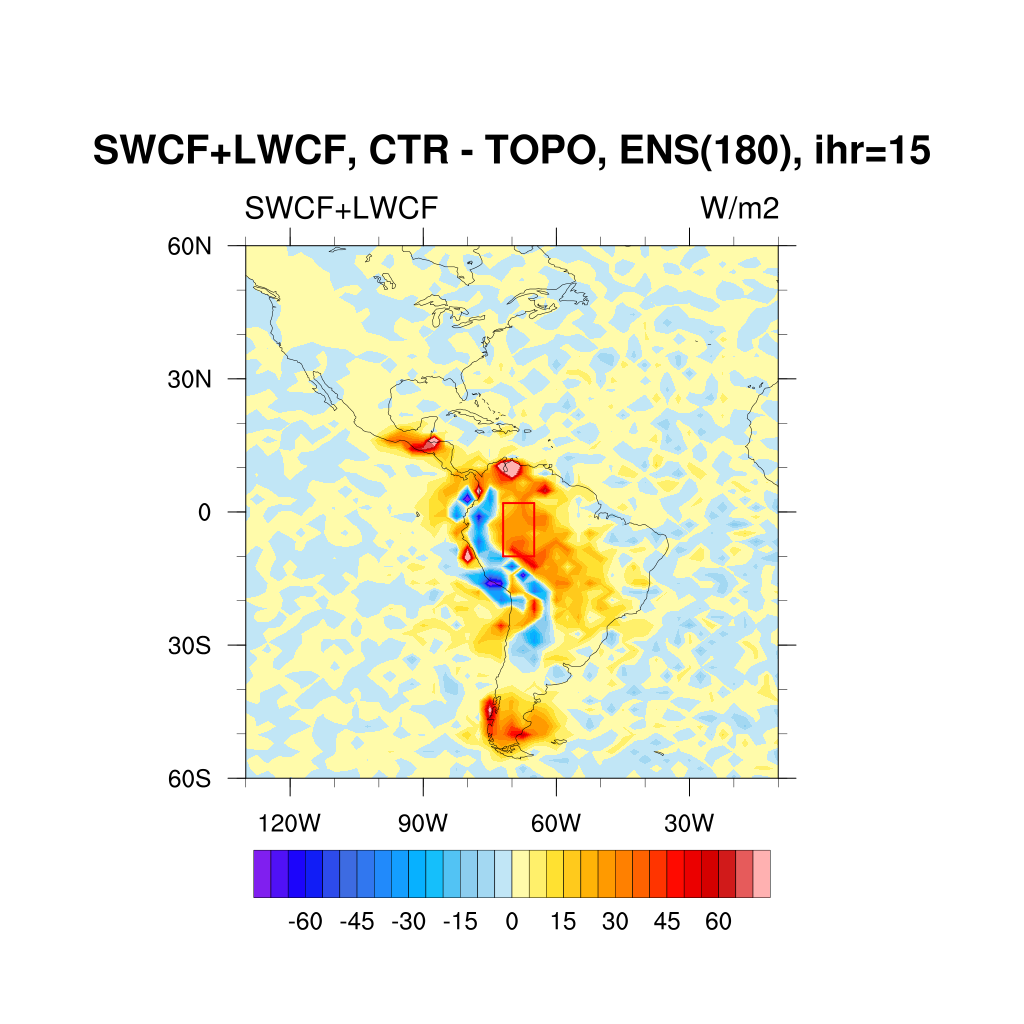 SWCF+LWCF, CTR - TOPO, ENS(180), ihr=15
SWCF+LWCF W/m2
60N
30N
0
30S
60S
120W 90W 60W 30W
-60 -45 -30 -15 0 15 30 45 60